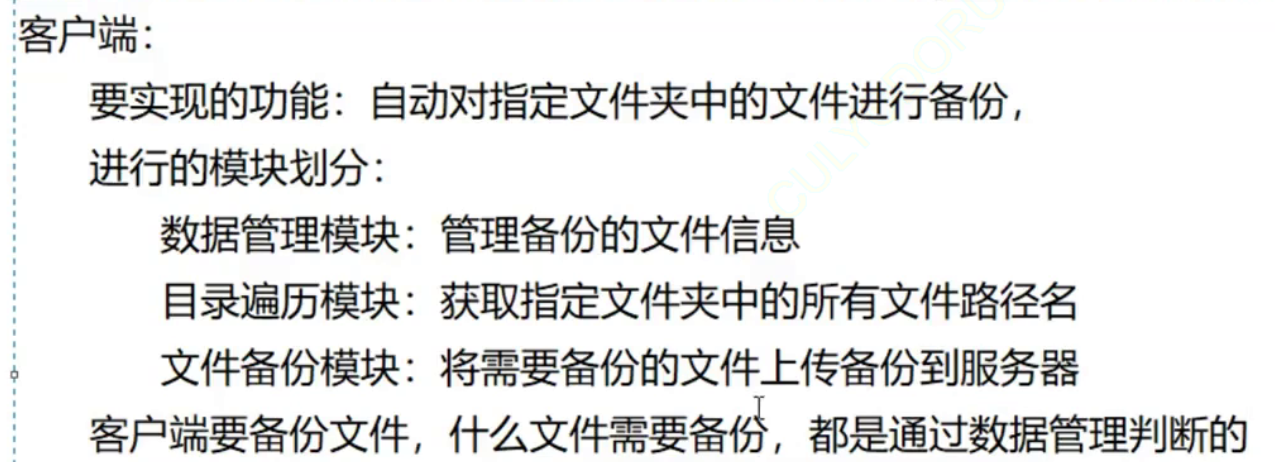 客户端：
要实现的功能：自动对指定文件夹中的文件进行备份，
进行的模块划分：
数据管理模块：管理备份的文件信息
目录遍历模块：获取指定文件夹中的所有文件路径名
文件备份模块：将需要备份的文件上传备份到服务器
客户端要备份文件，什么文件需要备份，都是通过数据管理判断的